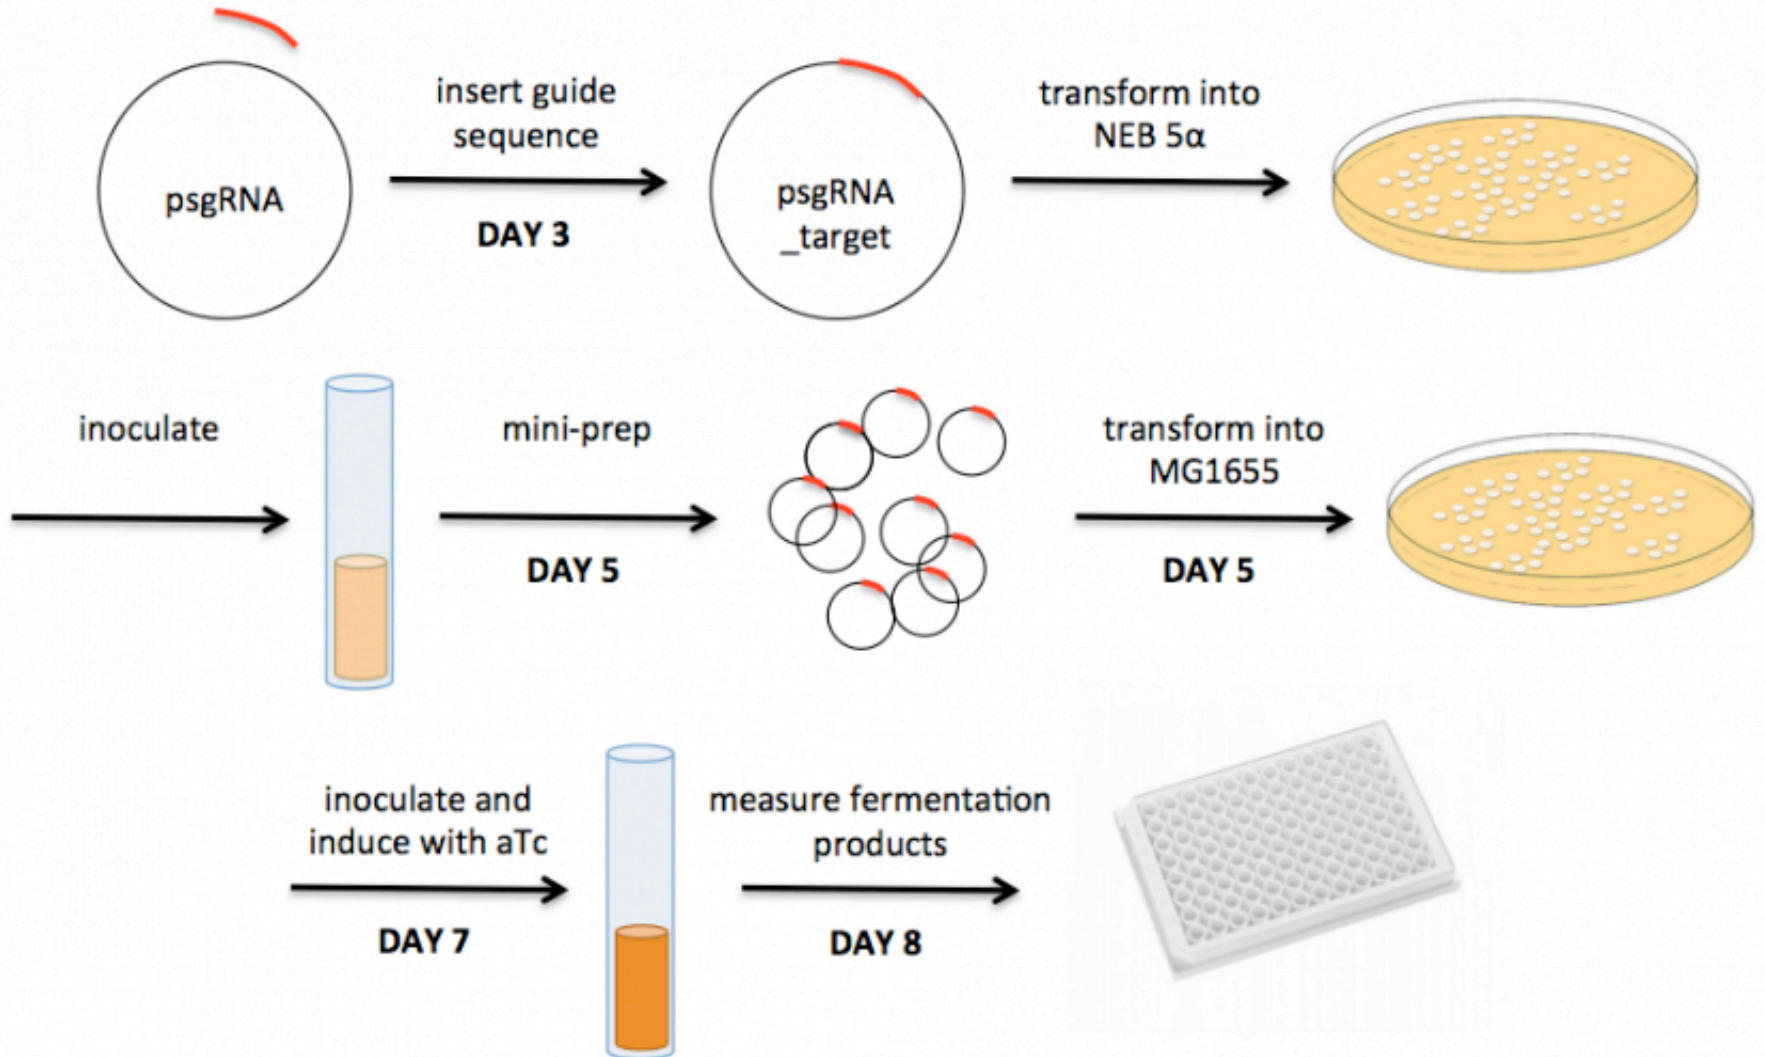 psgRNA
insert guide
sequence
DAY 3
psgRNA
_target
transform into
NEB 5α
inoculate
mini-prep
DAY 5
transform into
MG1655
DAY 5
inoculate and
induce with aTc
DAY 7
measure fermentation
products
DAY 8